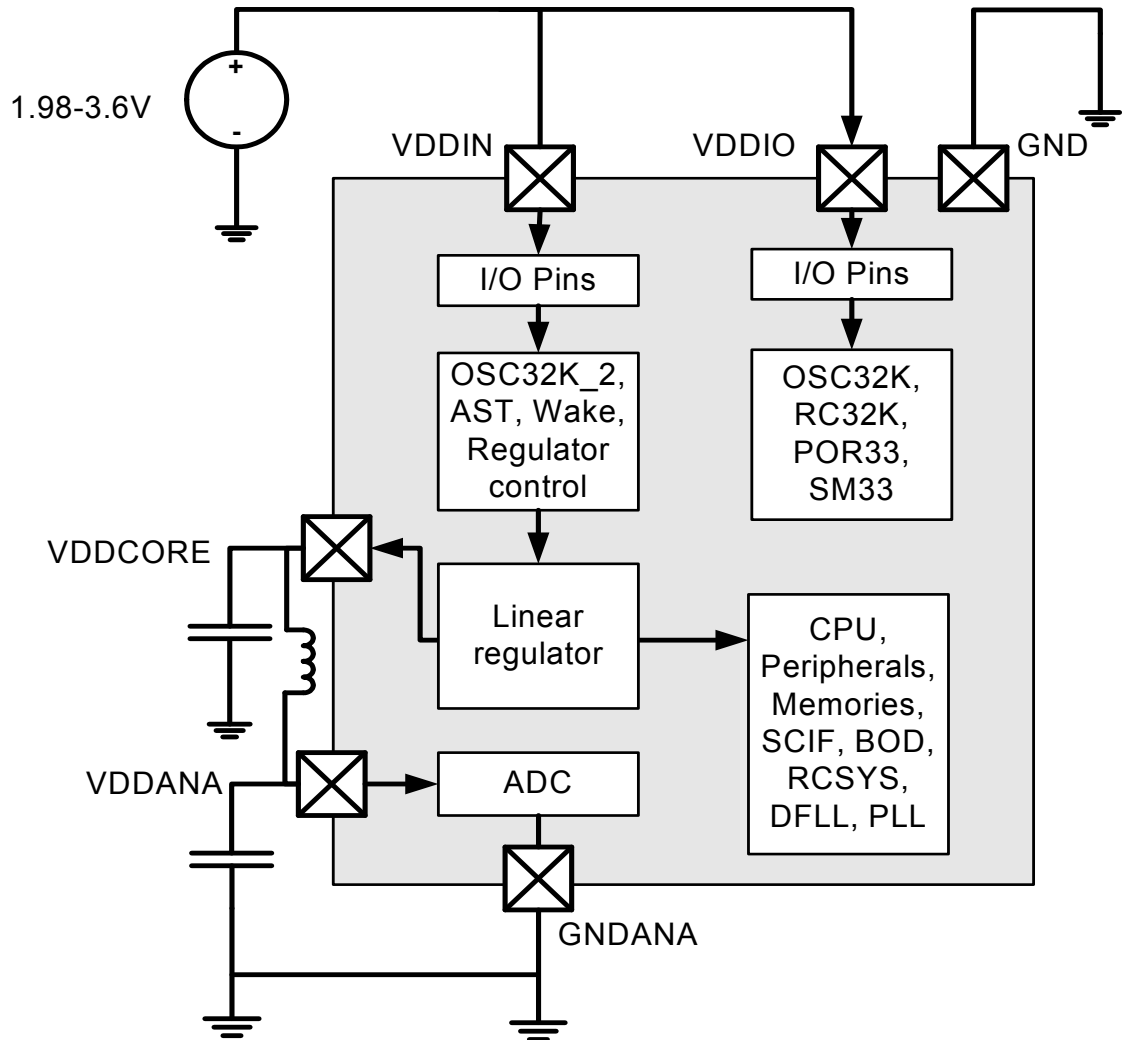 +
1.98-3.6V
-
VDDIN
VDDIO
GND
I/O Pins
I/O Pins
OSC32K_2,
AST, Wake,
Regulator
control
OSC32K,
RC32K,
POR33,
SM33
VDDCORE
Linear
regulator
CPU,
Peripherals,
Memories,
SCIF, BOD,
RCSYS,
DFLL, PLL
VDDANA
ADC
GNDANA